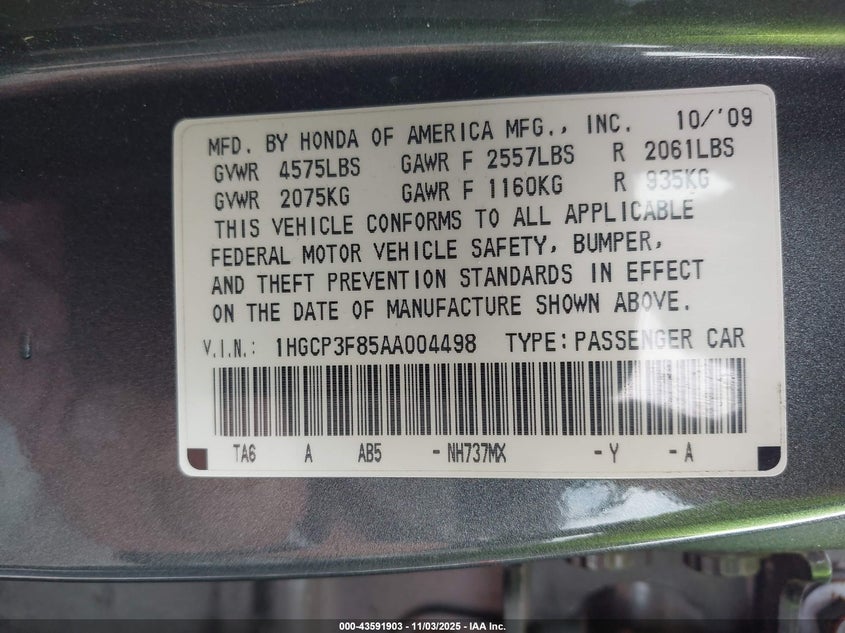 MFD. BY HONDA OF AMERICA MFG., INC. 10/'09
GVWR 4575LBS GAWR F 2557LBS R 2061LBS
GVWR 2075KG GAWR F 1160KG R 935KG
THIS VEHICLE CONFORMS TO ALL APPLICABLE
FEDERAL MOTOR VEHICLE SAFETY, BUMPER,
AND THEFT PREVENTION STANDARDS IN EFFECT
ON THE DATE OF MANUFACTURE SHOWN ABOVE.
V.I.N.: 1HGCP3F85AA004498 TYPE: PASSENGER CAR
TA6 A AB5 - NH737MX - Y - A
000-43591903 - 11/03/2025 - IAA Inc.